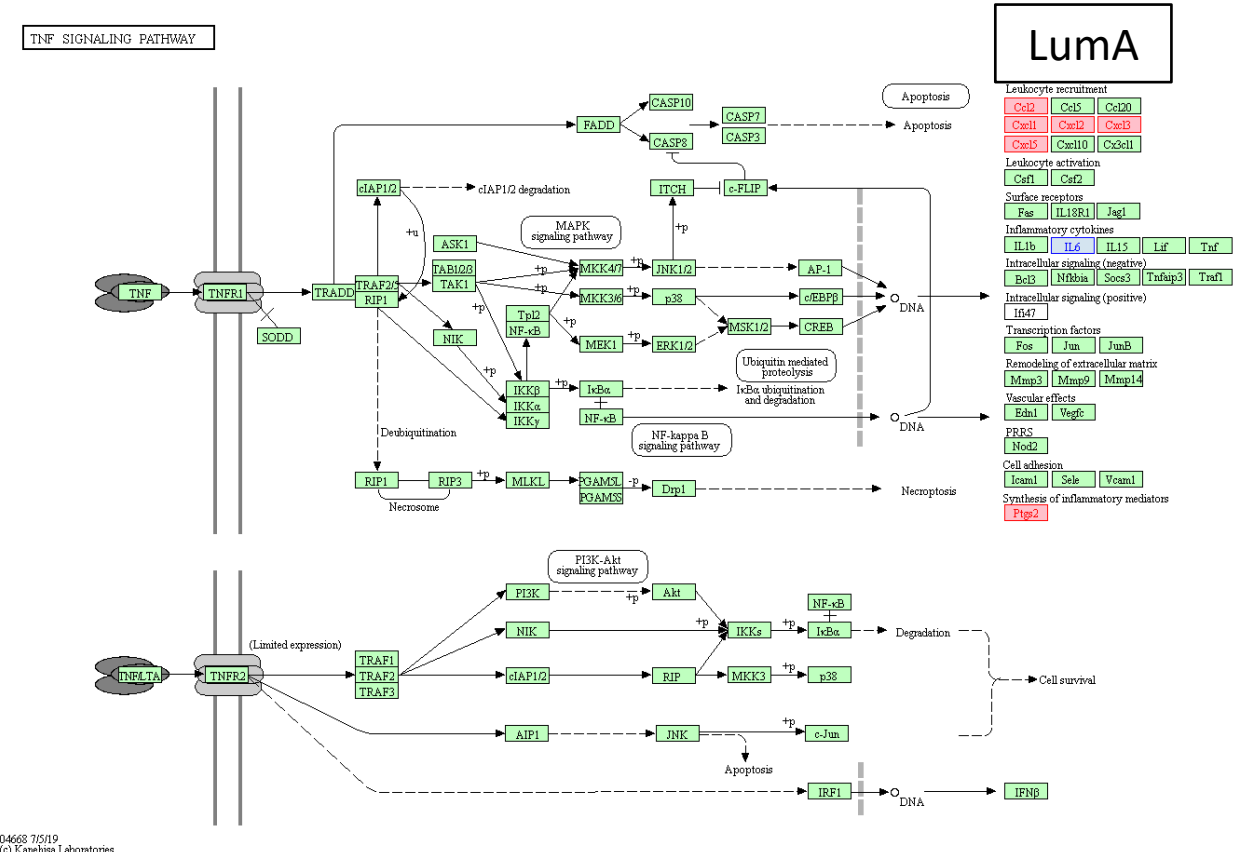 TNF SIGNALING PATHWAY
LumA
Leukocyte recruitment
Ccl2 Ccl5 Ccl20
Cxcl1 Cxcl2 Cxcl3
Cxcl5 Cxcl10 Cx3cl1
Leukocyte activation
Csf1 Csf2
Surface receptors
Fas IL18R1 Jag1
Inflammatory cytokines
IL1b IL6 IL15 Lif Tnf
Intracellular signaling (negative)
Bcl3 Nfkbia Socs3 Tnfaip3 Traf1
Intracellular signaling (positive)
Ifi47
Transcription factors
Fos Jun JunB
Remodeling of extracellular matrix
Mmp3 Mmp9 Mmp14
Vascular effects
Edn1 Vegfc
PRRS
Nod2
Cell adhesion
Icam1 Sele Vcam1
Synthesis of inflammatory mediators
Ptgs2
Apoptosis
CASP10
FADD
CASP7
Apoptosis
CASP8
CASP3
cIAP1/2
cIAP1/2 degradation
ITCH
c-FLIP
MAPK
signaling pathway
+u
+p
ASK1
TAB1/2/3
TAK1
+p
MKK4/7
+p
JNK1/2
AP-1
TNF
TNFR1
TRADD
TRAF2/5
RIP1
+p
MKK3/6
+p
p38
c/EBPβ
DNA
SODD
NIK
+p
Tpl2
NF-κB
+p
MEK1
+p
ERK1/2
MSK1/2
CREB
+p
Ubiquitin mediated
proteolysis
IKKβ
IKKα
IKKγ
+p
IκBα
IκBα ubiquitination
and degradation
NF-κB
DNA
Deubiquitination
NF-kappa B
signaling pathway
RIP1
RIP3
+p
MLKL
PGAM5L
PGAM5S
-p
Drp1
Necroptosis
Necrosome
PI3K-Akt
signaling pathway
PI3K
+p
Akt
NF-κB
NIK
+p
IKKs
+p
IκBα
Degradation
(Limited expression)
TNF/LTA
TNFR2
TRAF1
TRAF2
TRAF3
cIAP1/2
RIP
MKK3
+p
p38
Cell survival
AIP1
JNK
+p
c-Jun
Apoptosis
IRF1
DNA
IFNβ
04668 7/5/19
(c) Kanehisa Laboratories